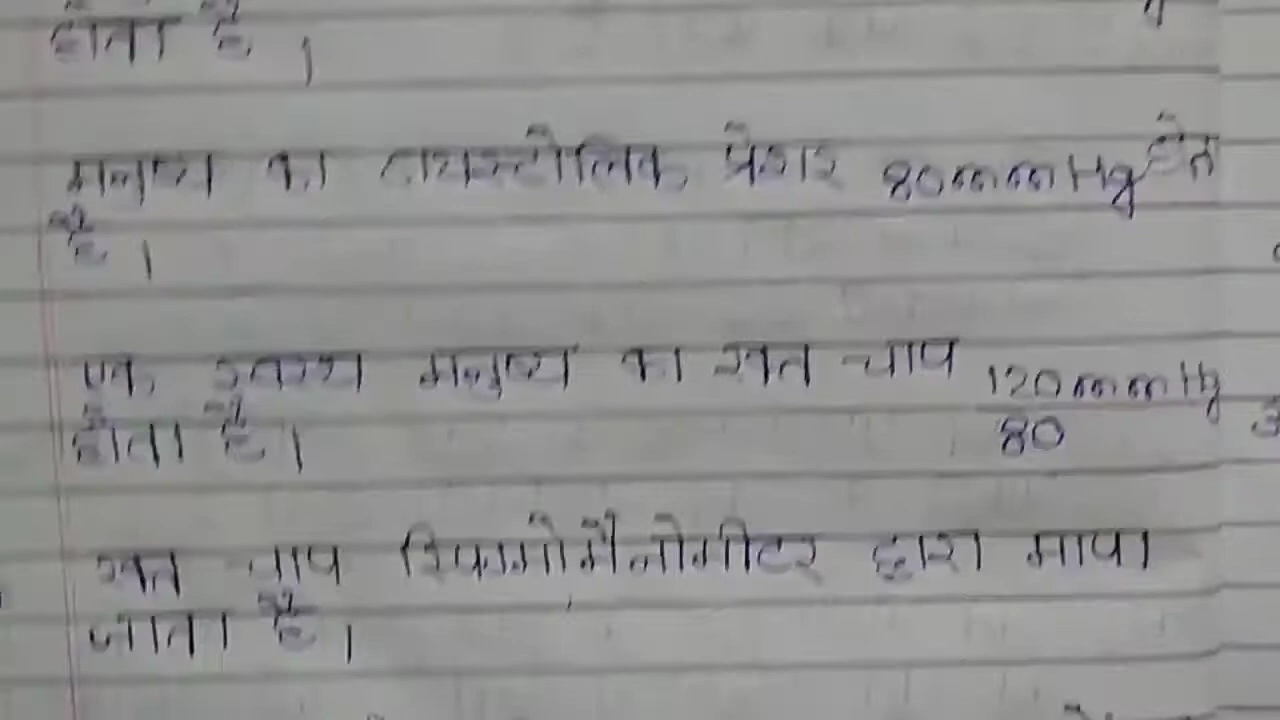 होता है ।
मनुष्य का डायस्टोलिक प्रेशर 80mmHg होता
है ।
एक स्वस्थ मनुष्य का रक्त चाप 120mmHg
80
होता है ।
रक्त चाप स्फिग्मोमैनोमीटर द्वारा मापा
जाता है ।